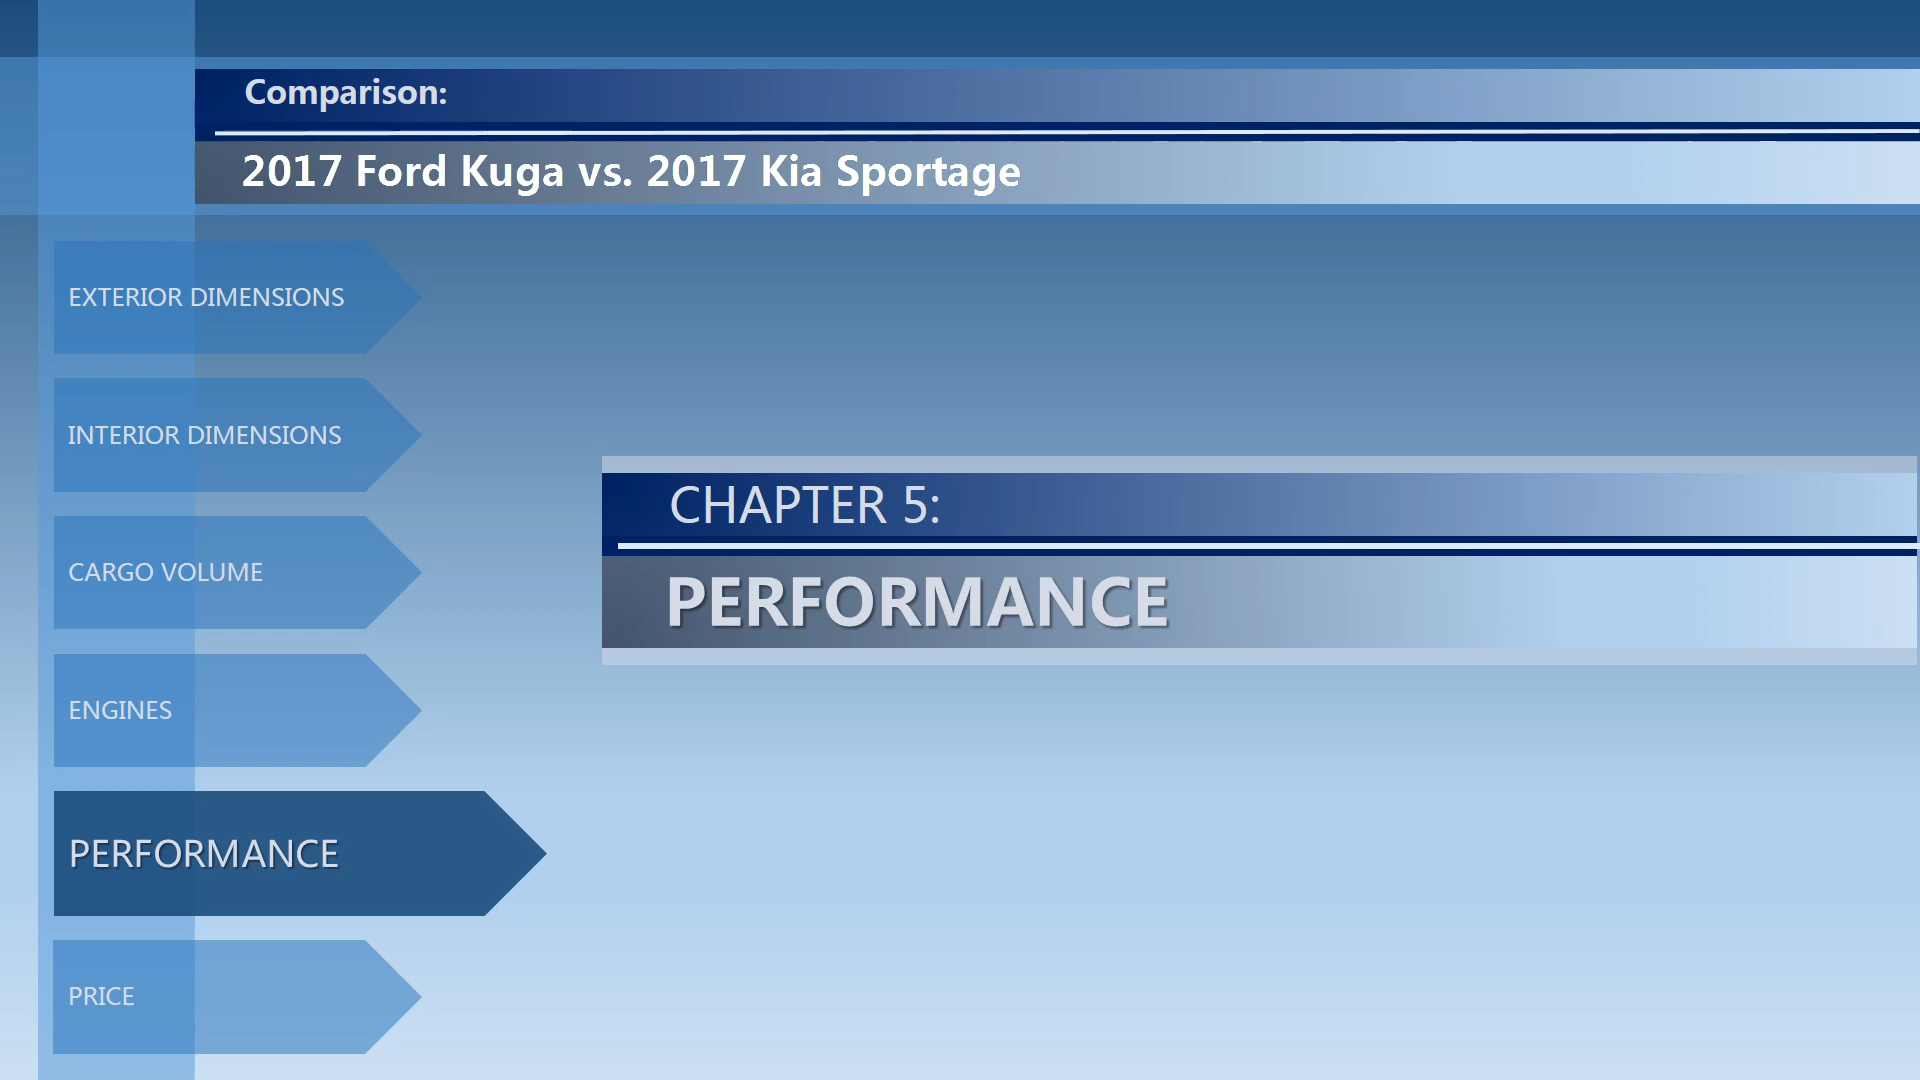 Comparison:
2017 Ford Kuga vs. 2017 Kia Sportage
EXTERIOR DIMENSIONS
INTERIOR DIMENSIONS
CARGO VOLUME
ENGINES
PERFORMANCE
PRICE
CHAPTER 5:
PERFORMANCE